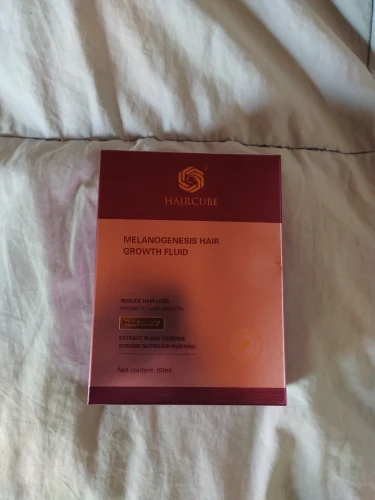 HAIRCUBE
MELANOGENESIS HAIR
GROWTH FLUID
REDUCE HAIR LOSS
PROMOTE HAIR GROWTH
EXTRACT PLANT ESSENCE
STRONG NUTRITION ROOTING
Net content: 60ml